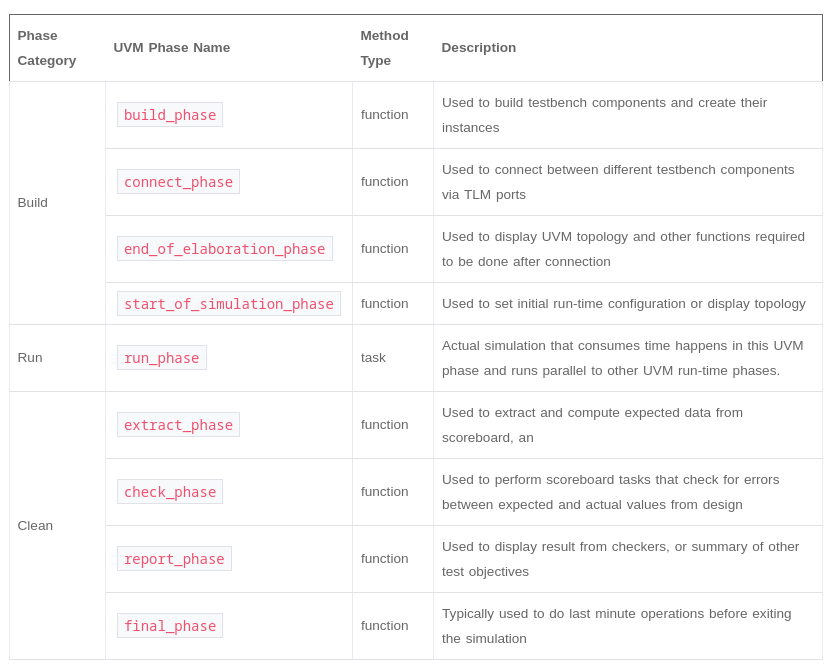 Phase Category UVM Phase Name Method Type Description
Build
build_phase function Used to build testbench components and create their
instances
connect_phase function Used to connect between different testbench components
via TLM ports
end_of_elaboration_phase function Used to display UVM topology and other functions required
to be done after connection
start_of_simulation_phase function Used to set initial run-time configuration or display topology
Run
run_phase task Actual simulation that consumes time happens in this UVM
phase and runs parallel to other UVM run-time phases.
Clean
extract_phase function Used to extract and compute expected data from
scoreboard, an
check_phase function Used to perform scoreboard tasks that check for errors
between expected and actual values from design
report_phase function Used to display result from checkers, or summary of other
test objectives
final_phase function Typically used to do last minute operations before exiting
the simulation